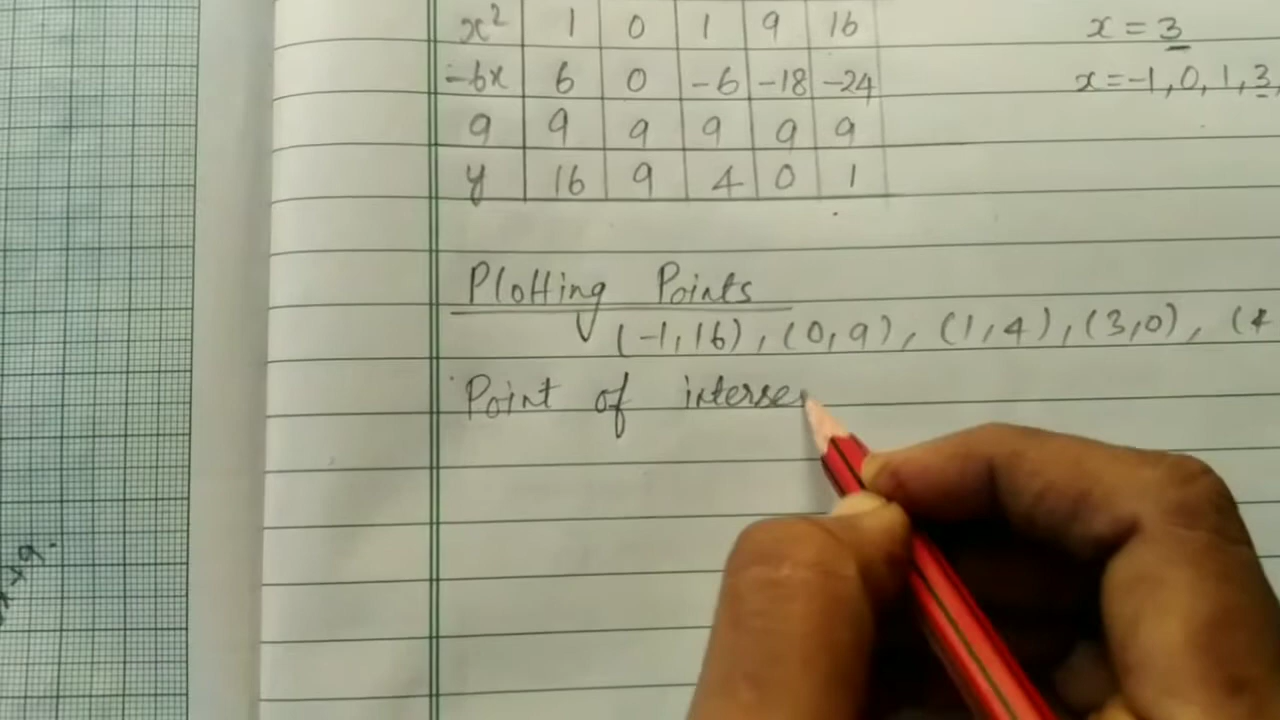 x² 1 0 1 9 16
x = 3
-6x 6 0 -6 -18 -24
x = -1, 0, 1, 3,
9 9 9 9 9 9
y 16 9 4 0 1
Plotting Points
(-1,16), (0,9), (1,4), (3,0), (4
Point of interse